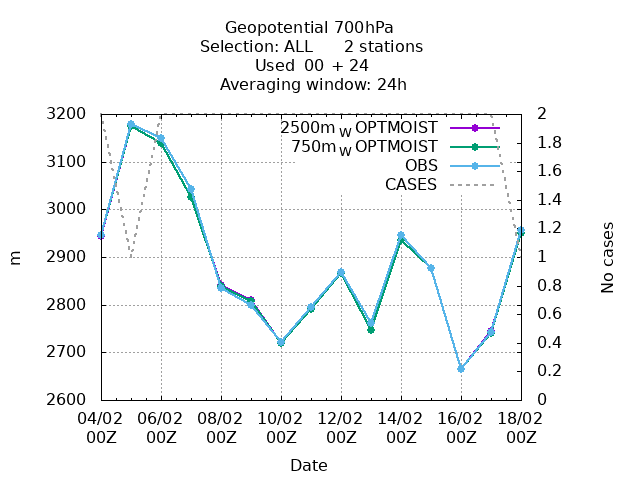 Geopotential 700hPa
Selection: ALL 2 stations
Used 00 + 24
Averaging window: 24h
2500m_W OPTMOIST
750m_W OPTMOIST
OBS
CASES
3200
3100
3000
2900
2800
2700
2600
m
2
1.8
1.6
1.4
1.2
1
0.8
0.6
0.4
0.2
0
No cases
04/02 06/02 08/02 10/02 12/02 14/02 16/02 18/02
00Z 00Z 00Z 00Z 00Z 00Z 00Z 00Z
Date